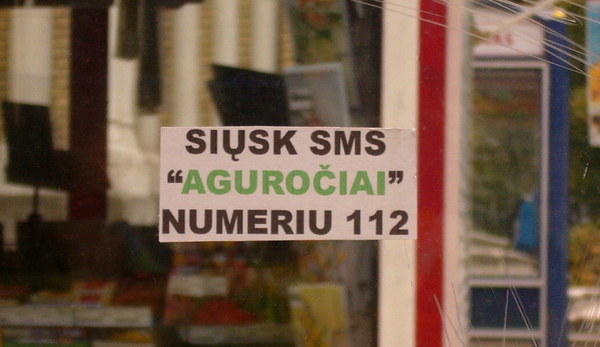 SIŲSK SMS
“AGUROČIAI”
NUMERIU 112